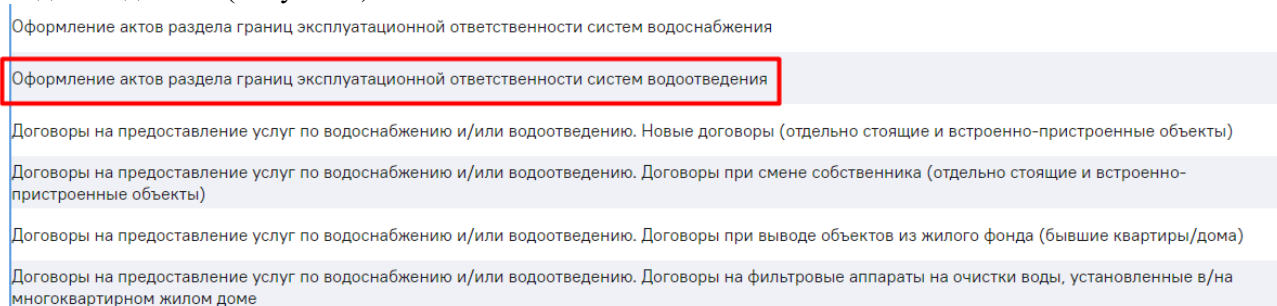 Оформление актов раздела границ эксплуатационной ответственности систем водоснабжения
Оформление актов раздела границ эксплуатационной ответственности систем водоотведения
Договоры на предоставление услуг по водоснабжению и/или водоотведению. Новые договоры (отдельно стоящие и встроенно-пристроенные объекты)
Договоры на предоставление услуг по водоснабжению и/или водоотведению. Договоры при смене собственника (отдельно стоящие и встроенно-
пристроенные объекты)
Договоры на предоставление услуг по водоснабжению и/или водоотведению. Договоры при выводе объектов из жилого фонда (бывшие квартиры/дома)
Договоры на предоставление услуг по водоснабжению и/или водоотведению. Договоры на фильтровые аппараты на очистки воды, установленные в/на
многоквартирном жилом доме